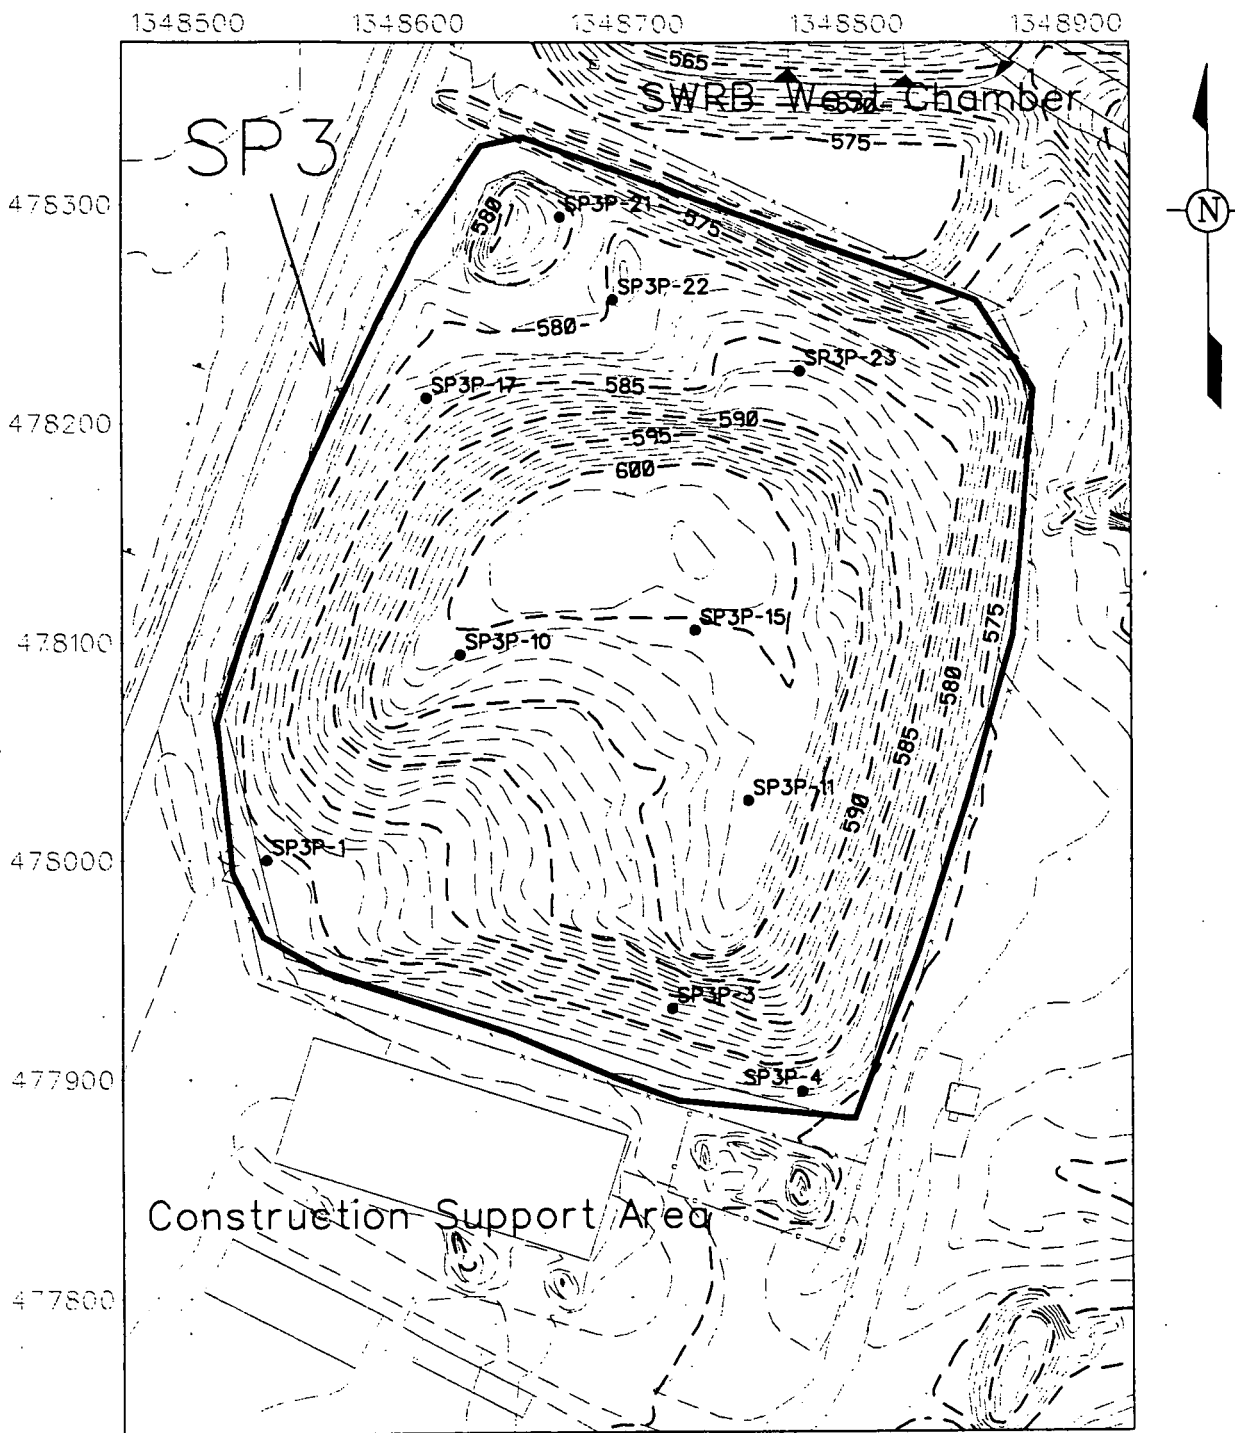 1348500 1348600 1348700 1348800 1348900
565
SWRB West Chamber
570
575
SP3
478300
580
SP3P-21
575
N
SP3P-22
580
SR3P-23
SP3P-17
585
478200
590
595
600
575
SP3P-15
478100
SP3P-10
580
585
SP3P-11
590
SP3P-1
478000
SP3P-3
477900
SP3P-4
Construction Support Area
477800